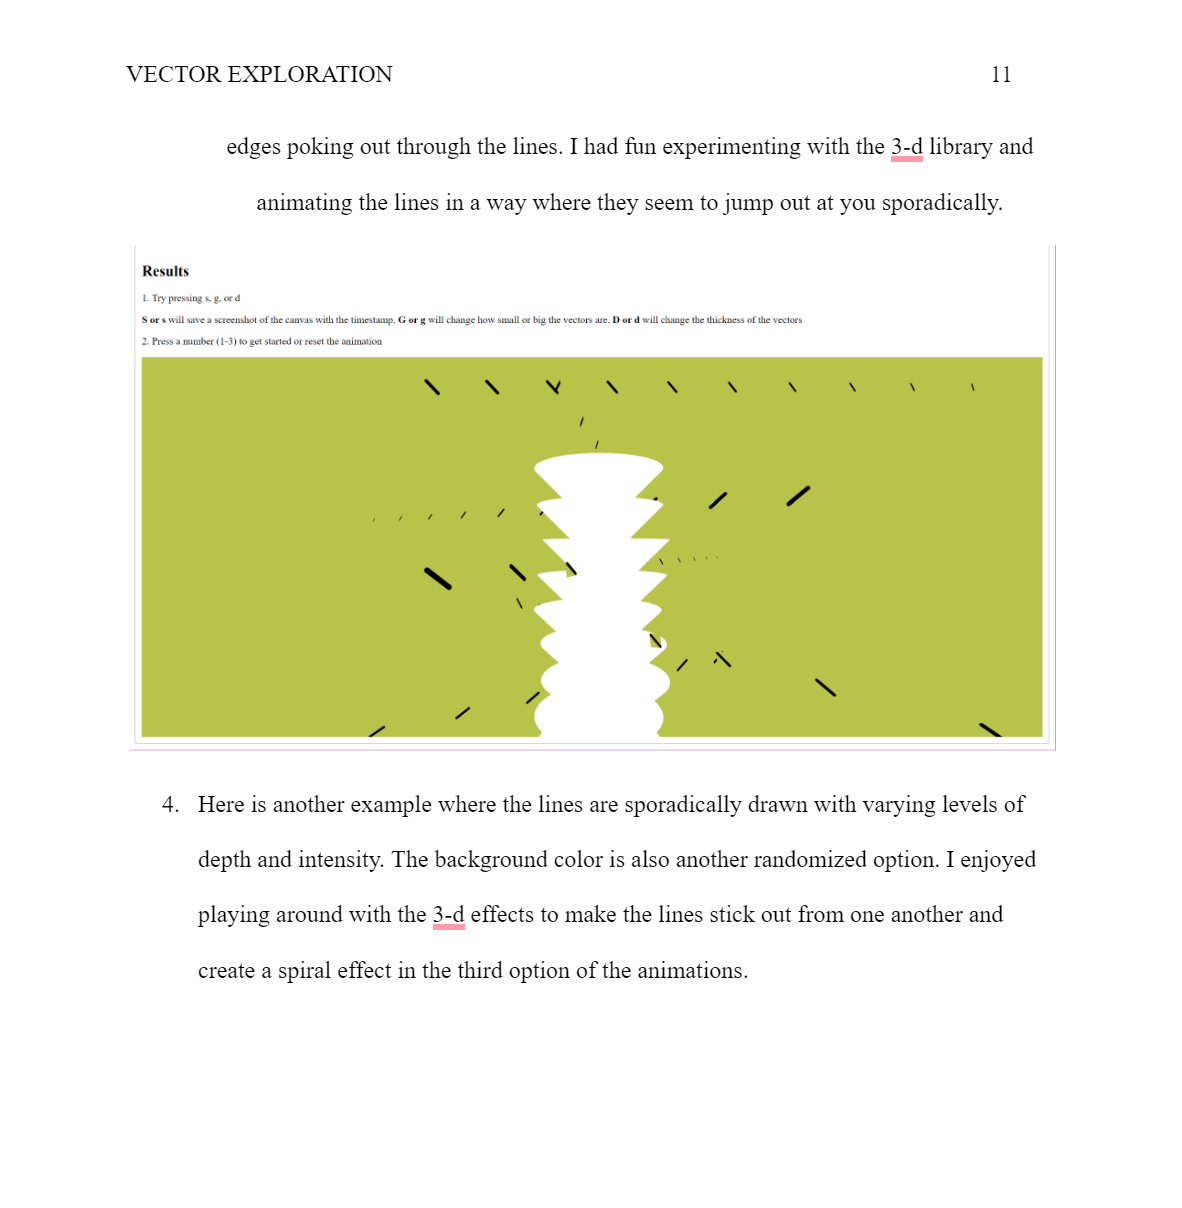 VECTOR EXPLORATION 11
edges poking out through the lines. I had fun experimenting with the 3-d library and
animating the lines in a way where they seem to jump out at you sporadically.
Results
1. Try pressing s, g, or d
S or s will save a screenshot of the canvas with the timestamp. G or g will change how small or big the vectors are. D or d will change the thickness of the vectors
2. Press a number (1-3) to get started or reset the animation
4. Here is another example where the lines are sporadically drawn with varying levels of
depth and intensity. The background color is also another randomized option. I enjoyed
playing around with the 3-d effects to make the lines stick out from one another and
create a spiral effect in the third option of the animations.